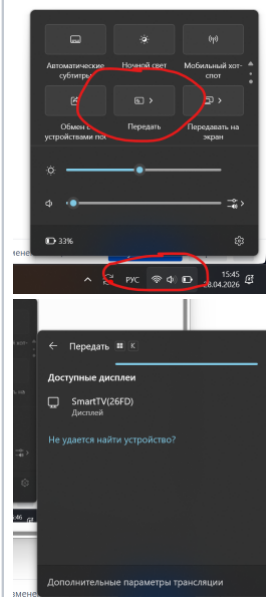 Автоматические
субтитры
Ночной свет
Мобильный хот-
спот
Обмен с
устройствами пол
Передать
Передавать на
экран
33%
РУС
15:45
28.04.2026
Передать
K
Доступные дисплеи
SmartTV(26FD)
Дисплей
Не удается найти устройство?
Дополнительные параметры трансляции